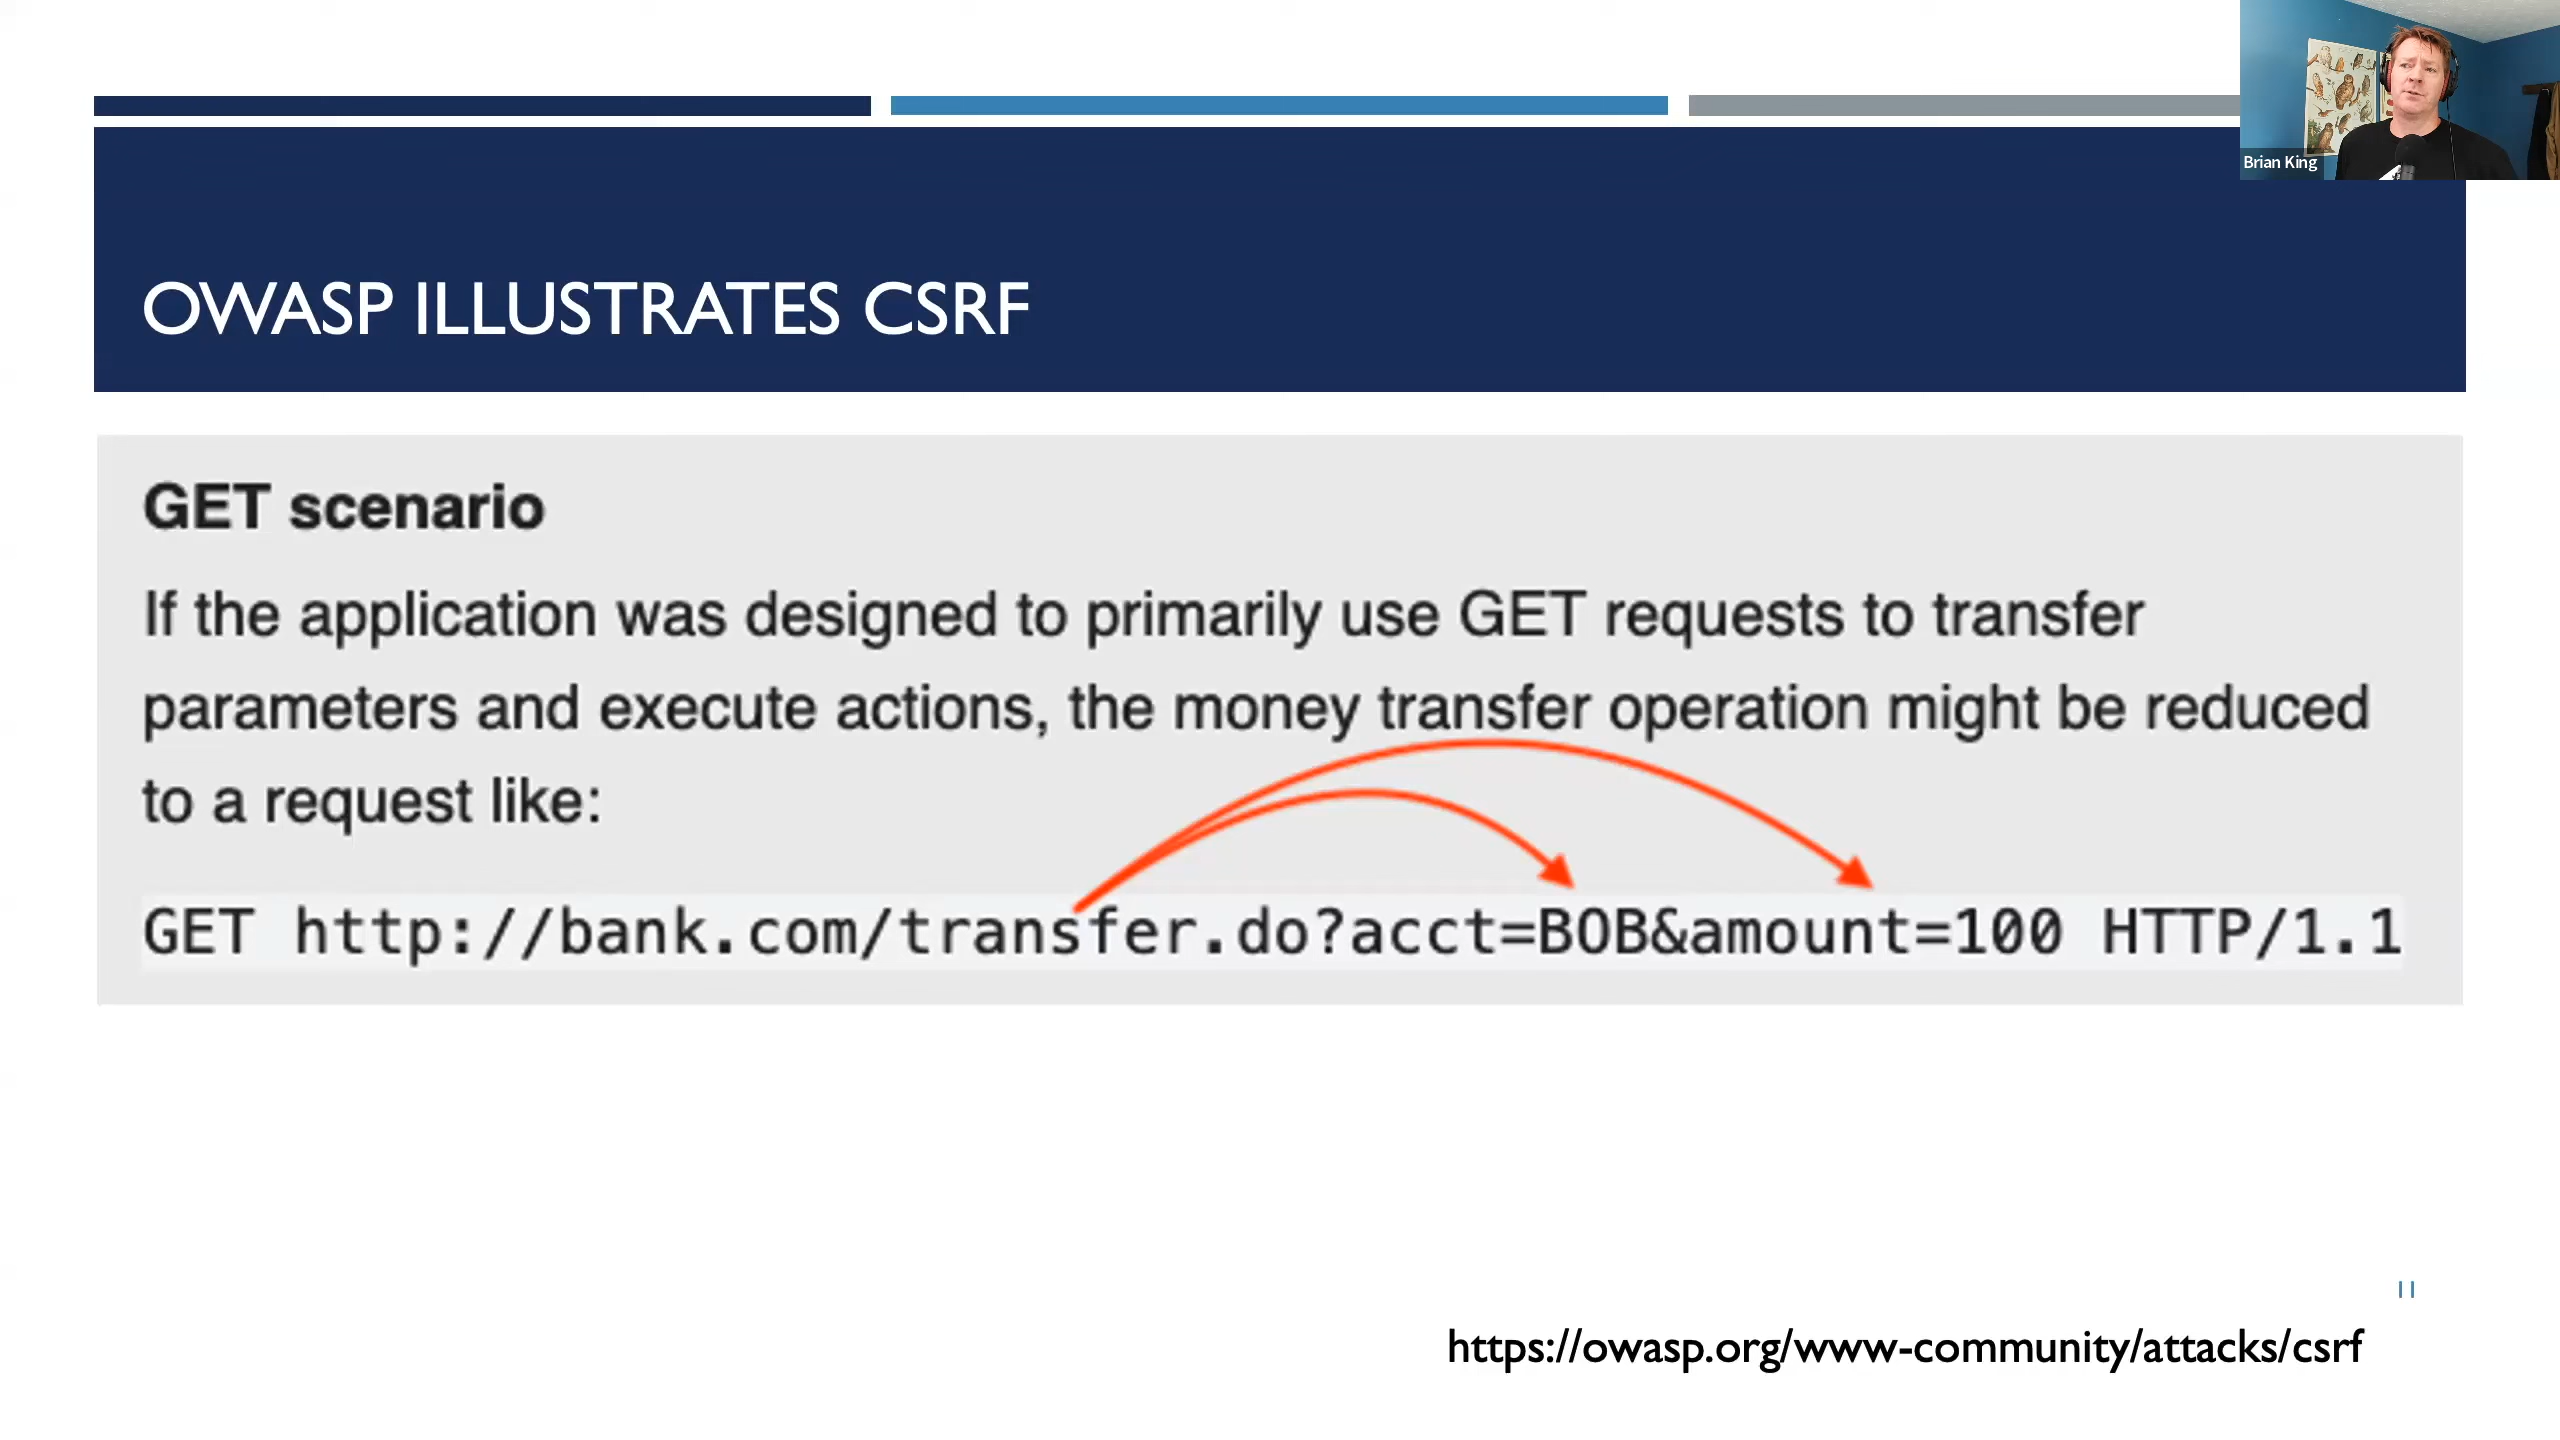 Brian King
OWASP ILLUSTRATES CSRF
GET scenario
If the application was designed to primarily use GET requests to transfer
parameters and execute actions, the money transfer operation might be reduced
to a request like:
GET http://bank.com/transfer.do?acct=BOB&amount=100 HTTP/1.1
11
https://owasp.org/www-community/attacks/csrf